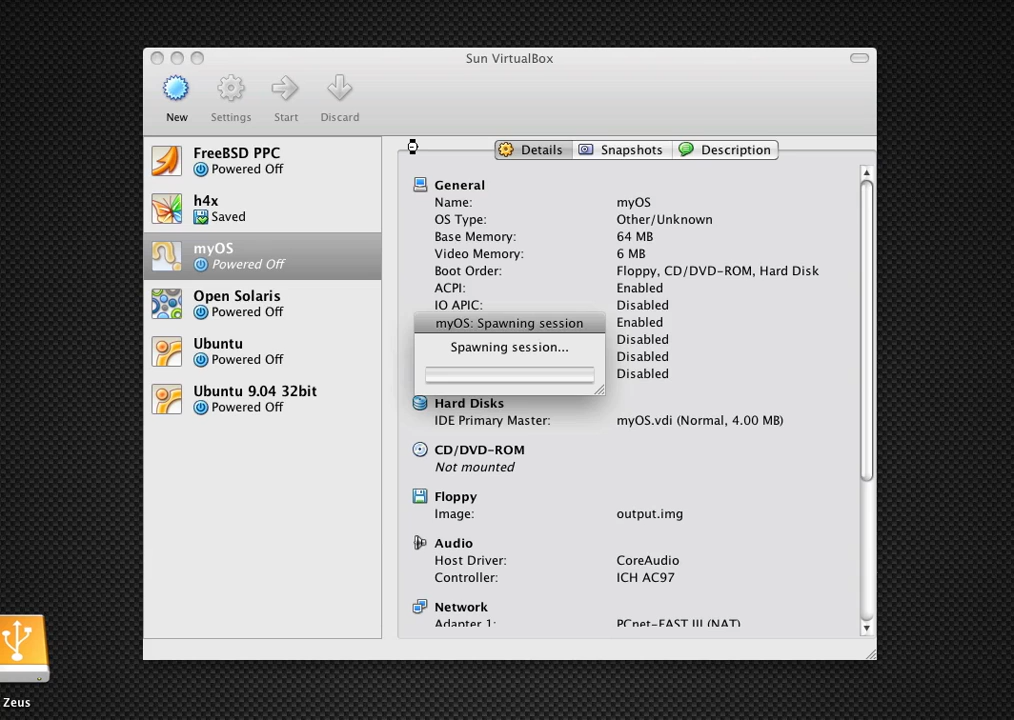 Sun VirtualBox
New
Settings
Start
Discard
FreeBSD PPC
Powered Off
h4x
Saved
myOS
Powered Off
Open Solaris
Powered Off
Ubuntu
Powered Off
Ubuntu 9.04 32bit
Powered Off
Details
Snapshots
Description
General
Name: myOS
OS Type: Other/Unknown
Base Memory: 64 MB
Video Memory: 6 MB
Boot Order: Floppy, CD/DVD-ROM, Hard Disk
ACPI: Enabled
IO APIC: Disabled
Enabled
Disabled
Disabled
Disabled
myOS: Spawning session
Spawning session...
Hard Disks
IDE Primary Master: myOS.vdi (Normal, 4.00 MB)
CD/DVD-ROM
Not mounted
Floppy
Image: output.img
Audio
Host Driver: CoreAudio
Controller: ICH AC97
Network
Adapter 1: PCnet-FAST III (NAT)
Zeus